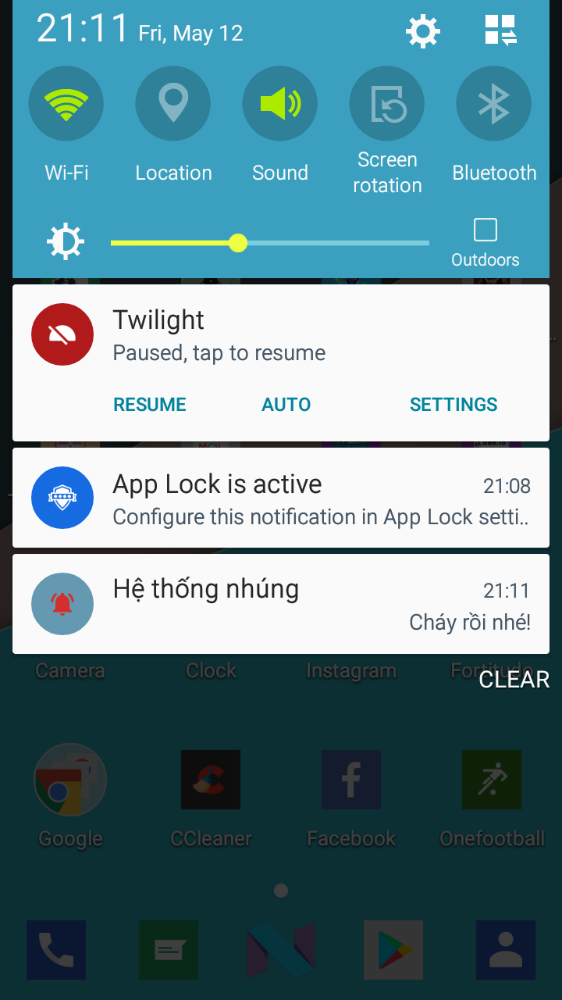 21:11 Fri, May 12
Wi-Fi
Location
Sound
Screen
rotation
Bluetooth
Outdoors
Twilight
Paused, tap to resume
RESUME AUTO SETTINGS
App Lock is active 21:08
Configure this notification in App Lock setti..
Hệ thống nhúng 21:11
Cháy rồi nhé!
Camera Clock Instagram Fortitude
CLEAR
Google CCleaner Facebook Onefootball